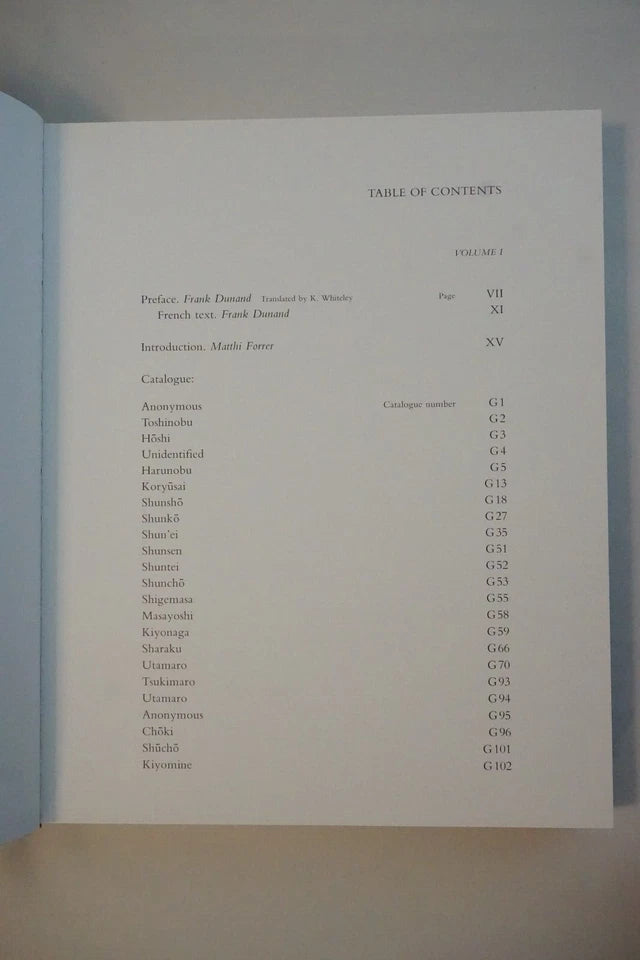 TABLE OF CONTENTS
VOLUME I
Preface. Frank Dunand Translated by K. Whiteley Page VII
French text. Frank Dunand XI
Introduction. Matthi Forrer XV
Catalogue:
Anonymous Catalogue number G1
Toshinobu G2
Hōshi G3
Unidentified G4
Harunobu G5
Koryūsai G13
Shunshō G18
Shunkō G27
Shun'ei G35
Shunsen G51
Shuntei G52
Shunchō G53
Shigemasa G55
Masayoshi G58
Kiyonaga G59
Sharaku G66
Utamaro G70
Tsukimaro G93
Utamaro G94
Anonymous G95
Chōki G96
Shūchō G101
Kiyomine G102